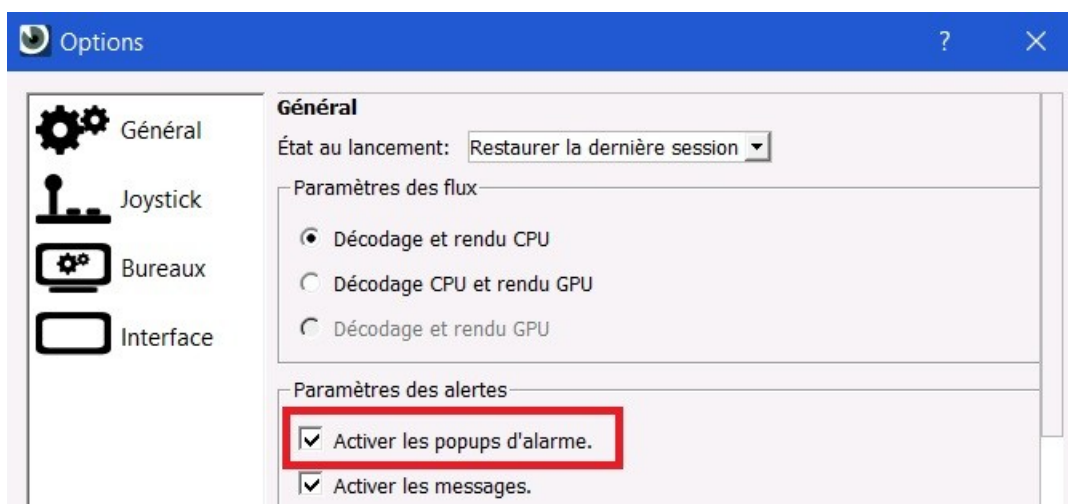 Options
?
Général
Joystick
Bureaux
Interface
Général
État au lancement: Restaurer la dernière session
Paramètres des flux
Décodage et rendu CPU
Décodage CPU et rendu GPU
Décodage et rendu GPU
Paramètres des alertes
Activer les popups d'alarme.
Activer les messages.